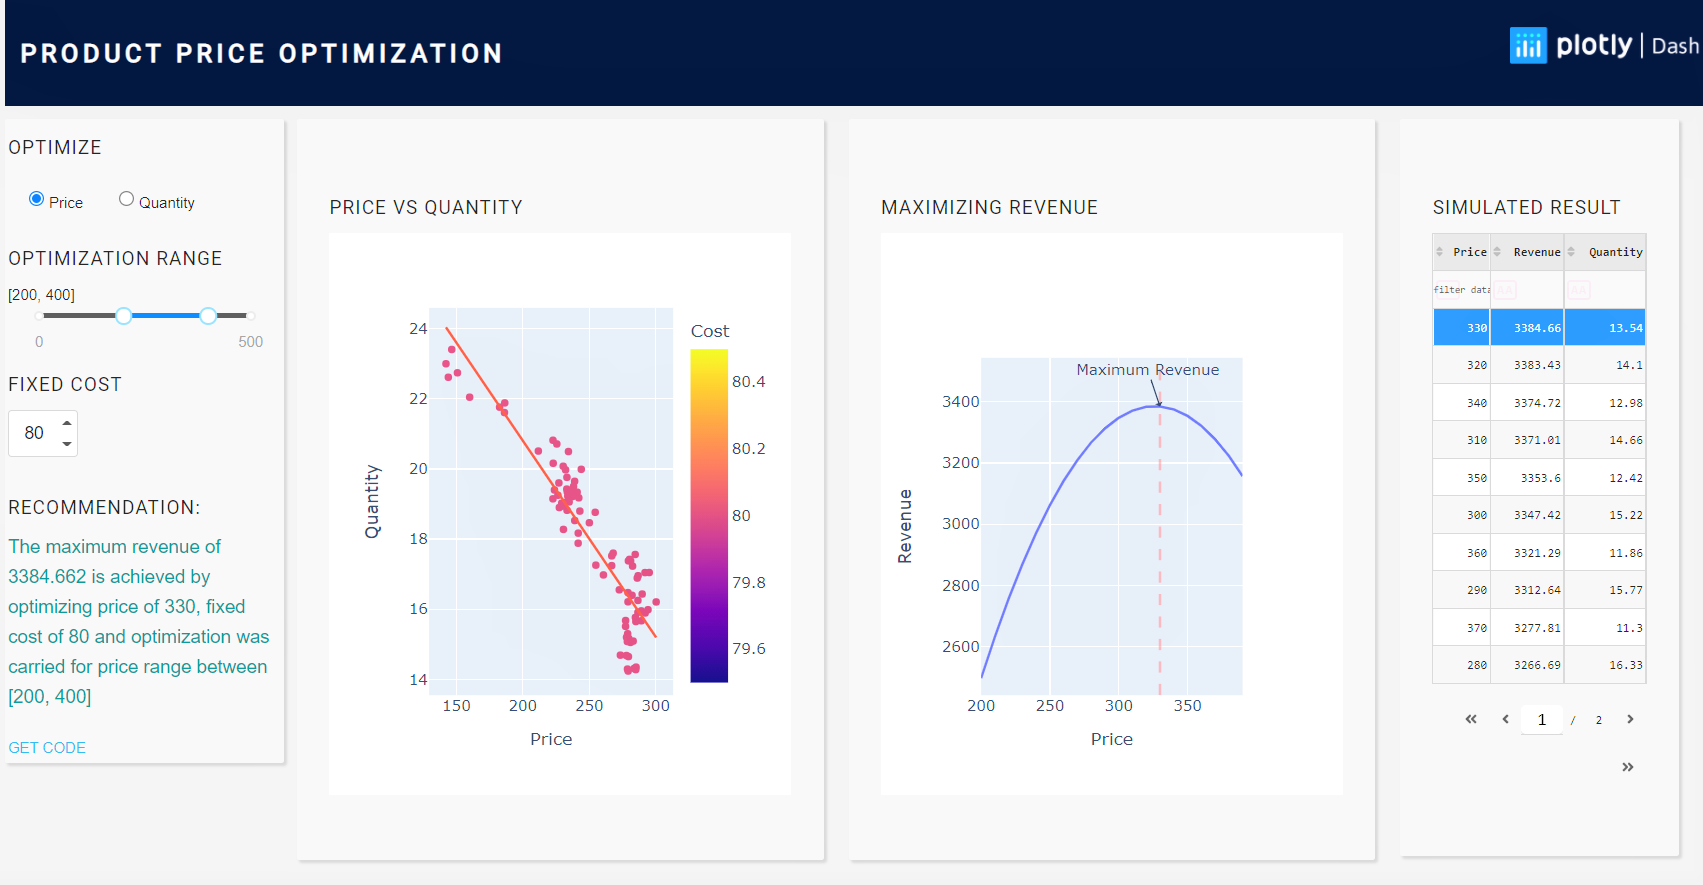 PRODUCT PRICE OPTIMIZATION
plotly | Dash
OPTIMIZE
Price Quantity
OPTIMIZATION RANGE
[200, 400]
0 500
FIXED COST
80
RECOMMENDATION:
The maximum revenue of
3384.662 is achieved by
optimizing price of 330, fixed
cost of 80 and optimization was
carried for price range between
[200, 400]
GET CODE
PRICE VS QUANTITY
24
22
20
18
16
14
Quantity
150 200 250 300
Price
Cost
80.4
80.2
80
79.8
79.6
MAXIMIZING REVENUE
Maximum Revenue
3400
3200
3000
2800
2600
Revenue
200 250 300 350
Price
SIMULATED RESULT
Price Revenue Quantity
filter data AA AA
330 3384.66 13.54
320 3383.43 14.1
340 3374.72 12.98
310 3371.01 14.66
350 3353.6 12.42
300 3347.42 15.22
360 3321.29 11.86
290 3312.64 15.77
370 3277.81 11.3
280 3266.69 16.33
« ‹ 1 / 2 ›
»